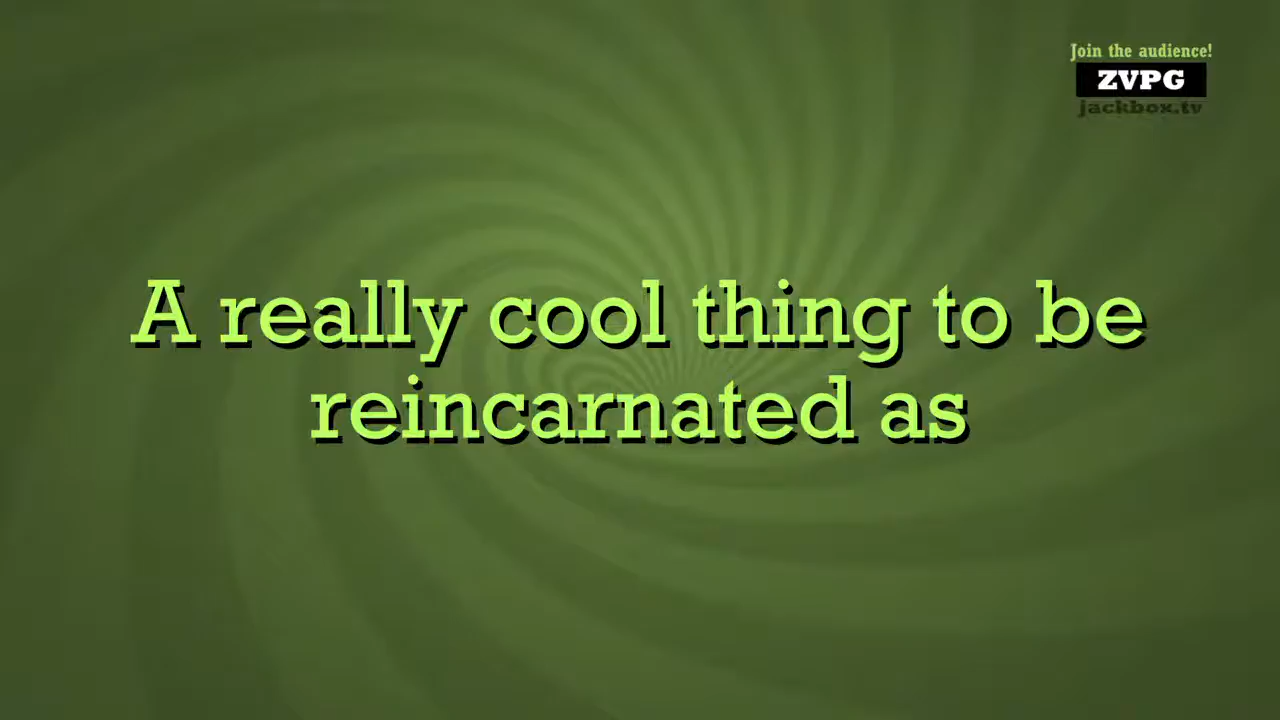 Join the audience!
ZVPG
jackbox.tv
A really cool thing to be
reincarnated as